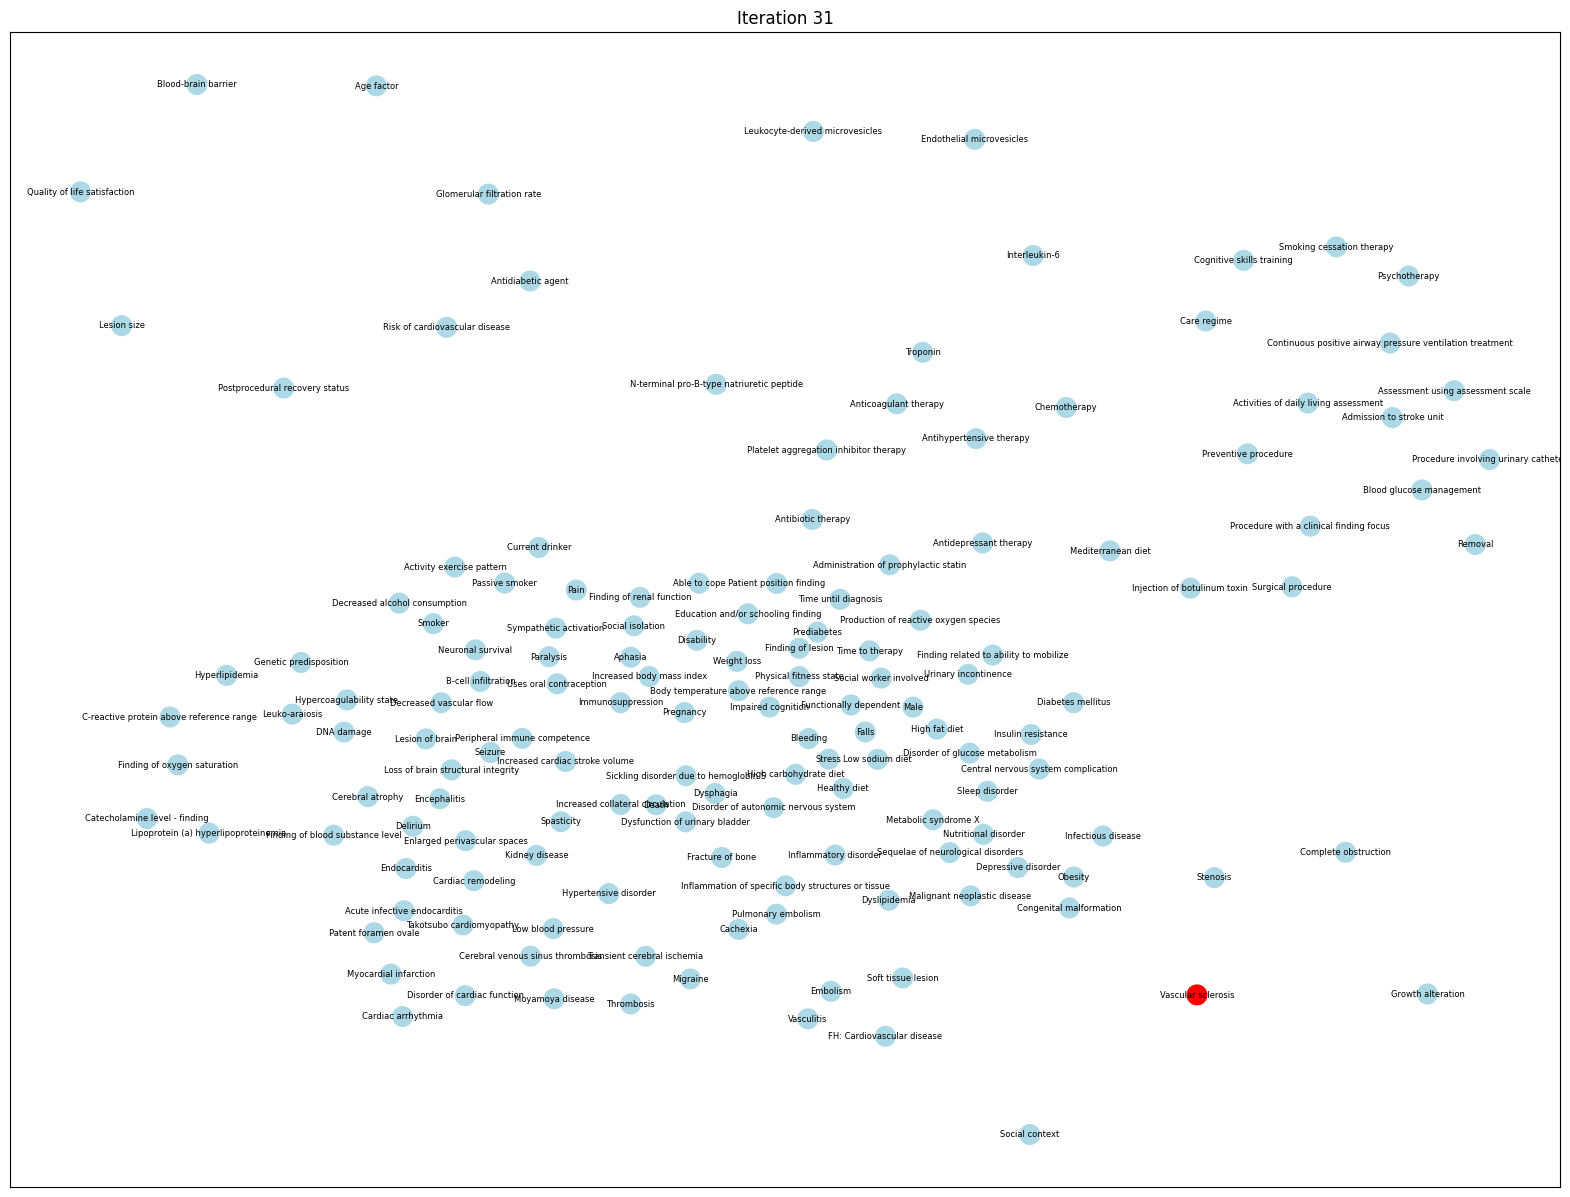 Iteration 31
Blood-brain barrier
Age factor
Leukocyte-derived microvesicles
Endothelial microvesicles
Quality of life satisfaction
Glomerular filtration rate
Smoking cessation therapy
Interleukin-6
Cognitive skills training
Psychotherapy
Antidiabetic agent
Care regime
Lesion size
Risk of cardiovascular disease
Continuous positive airway pressure ventilation treatment
Troponin
N-terminal pro-B-type natriuretic peptide
Postprocedural recovery status
Assessment using assessment scale
Anticoagulant therapy
Activities of daily living assessment
Chemotherapy
Admission to stroke unit
Antihypertensive therapy
Platelet aggregation inhibitor therapy
Preventive procedure
Procedure involving urinary cathete
Blood glucose management
Antibiotic therapy
Procedure with a clinical finding focus
Antidepressant therapy
Removal
Current drinker
Mediterranean diet
Activity exercise pattern
Administration of prophylactic statin
Passive smoker
Able to cope
Patient position finding
Injection of botulinum toxin
Surgical procedure
Pain
Finding of renal function
Time until diagnosis
Decreased alcohol consumption
Education and/or schooling finding
Production of reactive oxygen species
Smoker
Sympathetic activation
Social isolation
Prediabetes
Disability
Neuronal survival
Finding of lesion
Time to therapy
Paralysis
Aphasia
Finding related to ability to mobilize
Genetic predisposition
Weight loss
Hyperlipidemia
Increased body mass index
Physical fitness state
Social worker involved
Urinary incontinence
B-cell infiltration
Uses oral contraception
Body temperature above reference range
Hypercoagulability state
Decreased vascular flow
Immunosuppression
Diabetes mellitus
Functionally dependent
Male
Impaired cognition
Pregnancy
Leuko-araiosis
C-reactive protein above reference range
High fat diet
DNA damage
Falls
Insulin resistance
Lesion of brain
Peripheral immune competence
Bleeding
Seizure
Disorder of glucose metabolism
Increased cardiac stroke volume
Stress
Low sodium diet
Finding of oxygen saturation
Loss of brain structural integrity
Central nervous system complication
Sickling disorder due to hemoglobin S
High carbohydrate diet
Healthy diet
Sleep disorder
Dysphagia
Cerebral atrophy
Encephalitis
Increased collateral circulation
Death
Disorder of autonomic nervous system
Catecholamine level - finding
Metabolic syndrome X
Spasticity
Dysfunction of urinary bladder
Delirium
Lipoprotein (a) hyperlipoproteinemia
Finding of blood substance level
Nutritional disorder
Infectious disease
Enlarged perivascular spaces
Sequelae of neurological disorders
Complete obstruction
Kidney disease
Fracture of bone
Inflammatory disorder
Endocarditis
Depressive disorder
Obesity
Stenosis
Cardiac remodeling
Inflammation of specific body structures or tissue
Hypertensive disorder
Malignant neoplastic disease
Dyslipidemia
Congenital malformation
Acute infective endocarditis
Pulmonary embolism
Takotsubo cardiomyopathy
Low blood pressure
Cachexia
Patent foramen ovale
Cerebral venous sinus thrombosis
Transient cerebral ischemia
Myocardial infarction
Migraine
Soft tissue lesion
Embolism
Disorder of cardiac function
Vascular sclerosis
Growth alteration
Moyamoya disease
Thrombosis
Cardiac arrhythmia
Vasculitis
FH: Cardiovascular disease
Social context